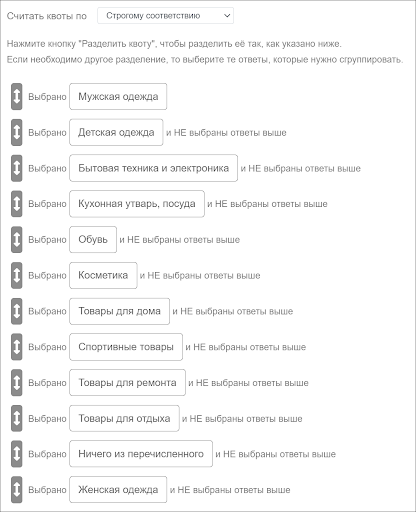 Считать квоты по Строгому соответствию
Нажмите кнопку "Разделить квоту", чтобы разделить её так, как указано ниже.
Если необходимо другое разделение, то выберите те ответы, которые нужно сгруппировать.
Выбрано Мужская одежда
Выбрано Детская одежда и НЕ выбраны ответы выше
Выбрано Бытовая техника и электроника и НЕ выбраны ответы выше
Выбрано Кухонная утварь, посуда и НЕ выбраны ответы выше
Выбрано Обувь и НЕ выбраны ответы выше
Выбрано Косметика и НЕ выбраны ответы выше
Выбрано Товары для дома и НЕ выбраны ответы выше
Выбрано Спортивные товары и НЕ выбраны ответы выше
Выбрано Товары для ремонта и НЕ выбраны ответы выше
Выбрано Товары для отдыха и НЕ выбраны ответы выше
Выбрано Ничего из перечисленного и НЕ выбраны ответы выше
Выбрано Женская одежда и НЕ выбраны ответы выше